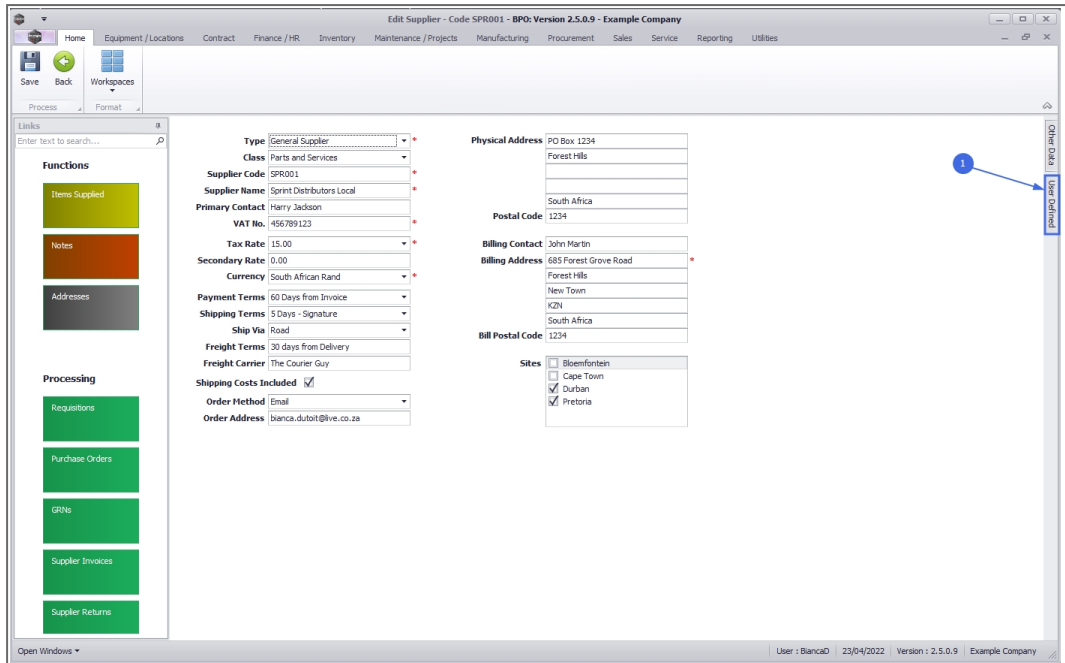 Edit Supplier - Code SPR001 - BPO: Version 2.5.0.9 - Example Company
Home Equipment / Locations Contract Finance / HR Inventory Maintenance / Projects Manufacturing Procurement Sales Service Reporting Utilities
Save Back Workspaces
Process Format
Links
Enter text to search...
Functions
Items Supplied
Notes
Addresses
Processing
Requisitions
Purchase Orders
GRNs
Supplier Invoices
Supplier Returns
Type General Supplier *
Class Parts and Services
Supplier Code SPR001 *
Supplier Name Sprint Distributors Local *
Primary Contact Harry Jackson
VAT No. 456789123 *
Tax Rate 15.00 *
Secondary Rate 0.00
Currency South African Rand *
Payment Terms 60 Days from Invoice
Shipping Terms 5 Days - Signature
Ship Via Road
Freight Terms 30 days from Delivery
Freight Carrier The Courier Guy
Shipping Costs Included
Order Method Email
Order Address bianca.dutoit@live.co.za
Physical Address PO Box 1234
Forest Hills
South Africa
Postal Code 1234
Billing Contact John Martin
Billing Address 685 Forest Grove Road *
Forest Hills
New Town
KZN
South Africa
Bill Postal Code 1234
Sites Bloemfontein
Cape Town
Durban
Pretoria
1
Other Data
User Defined
Open Windows User : BiancaD 23/04/2022 Version : 2.5.0.9 Example Company